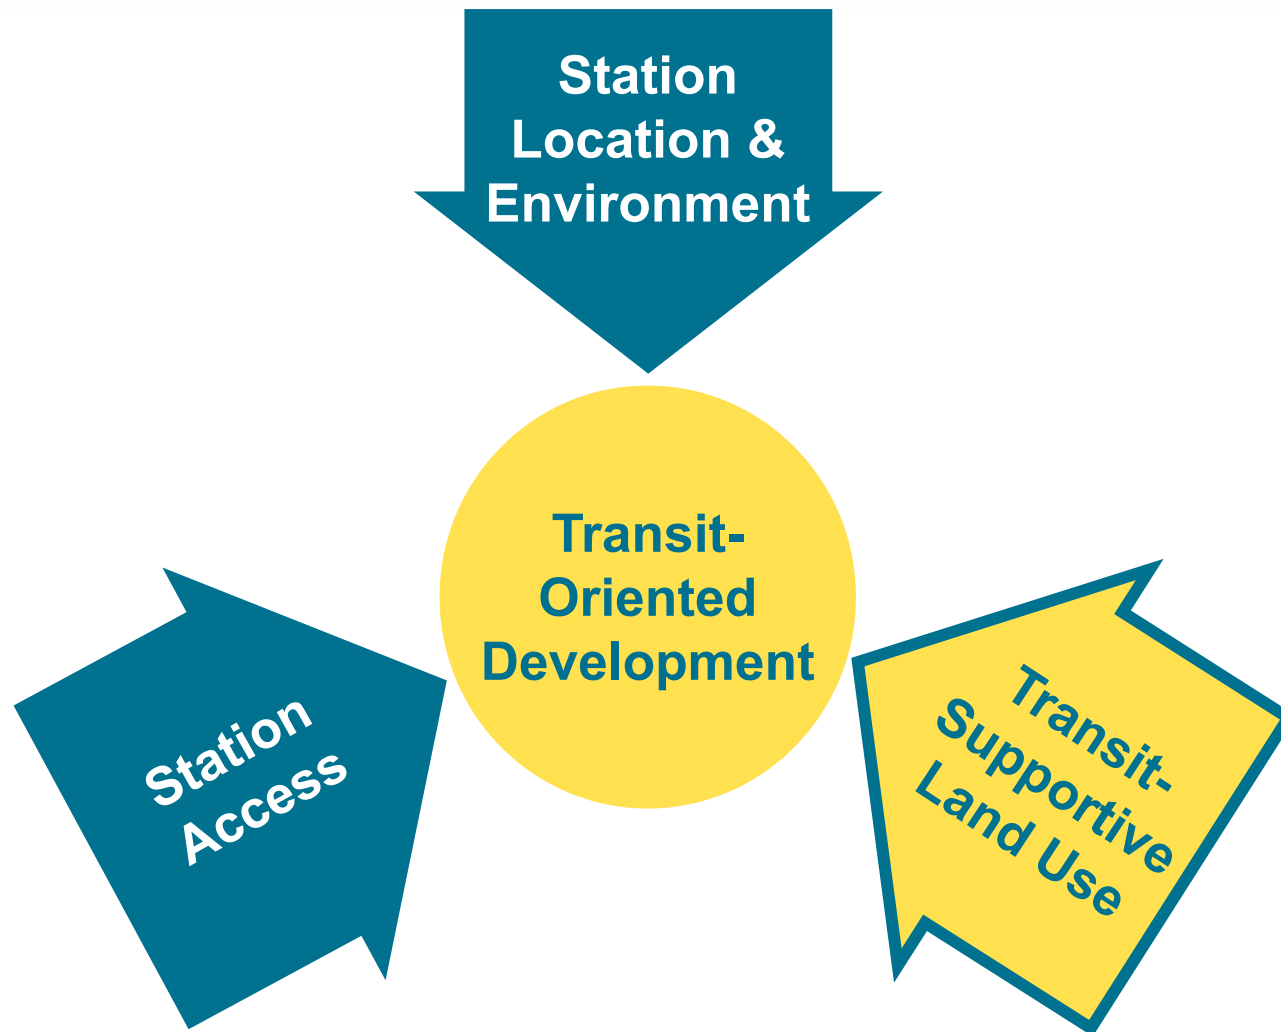 Station
Location &
Environment
Transit-
Oriented
Development
Station
Access
Transit-
Supportive
Land Use